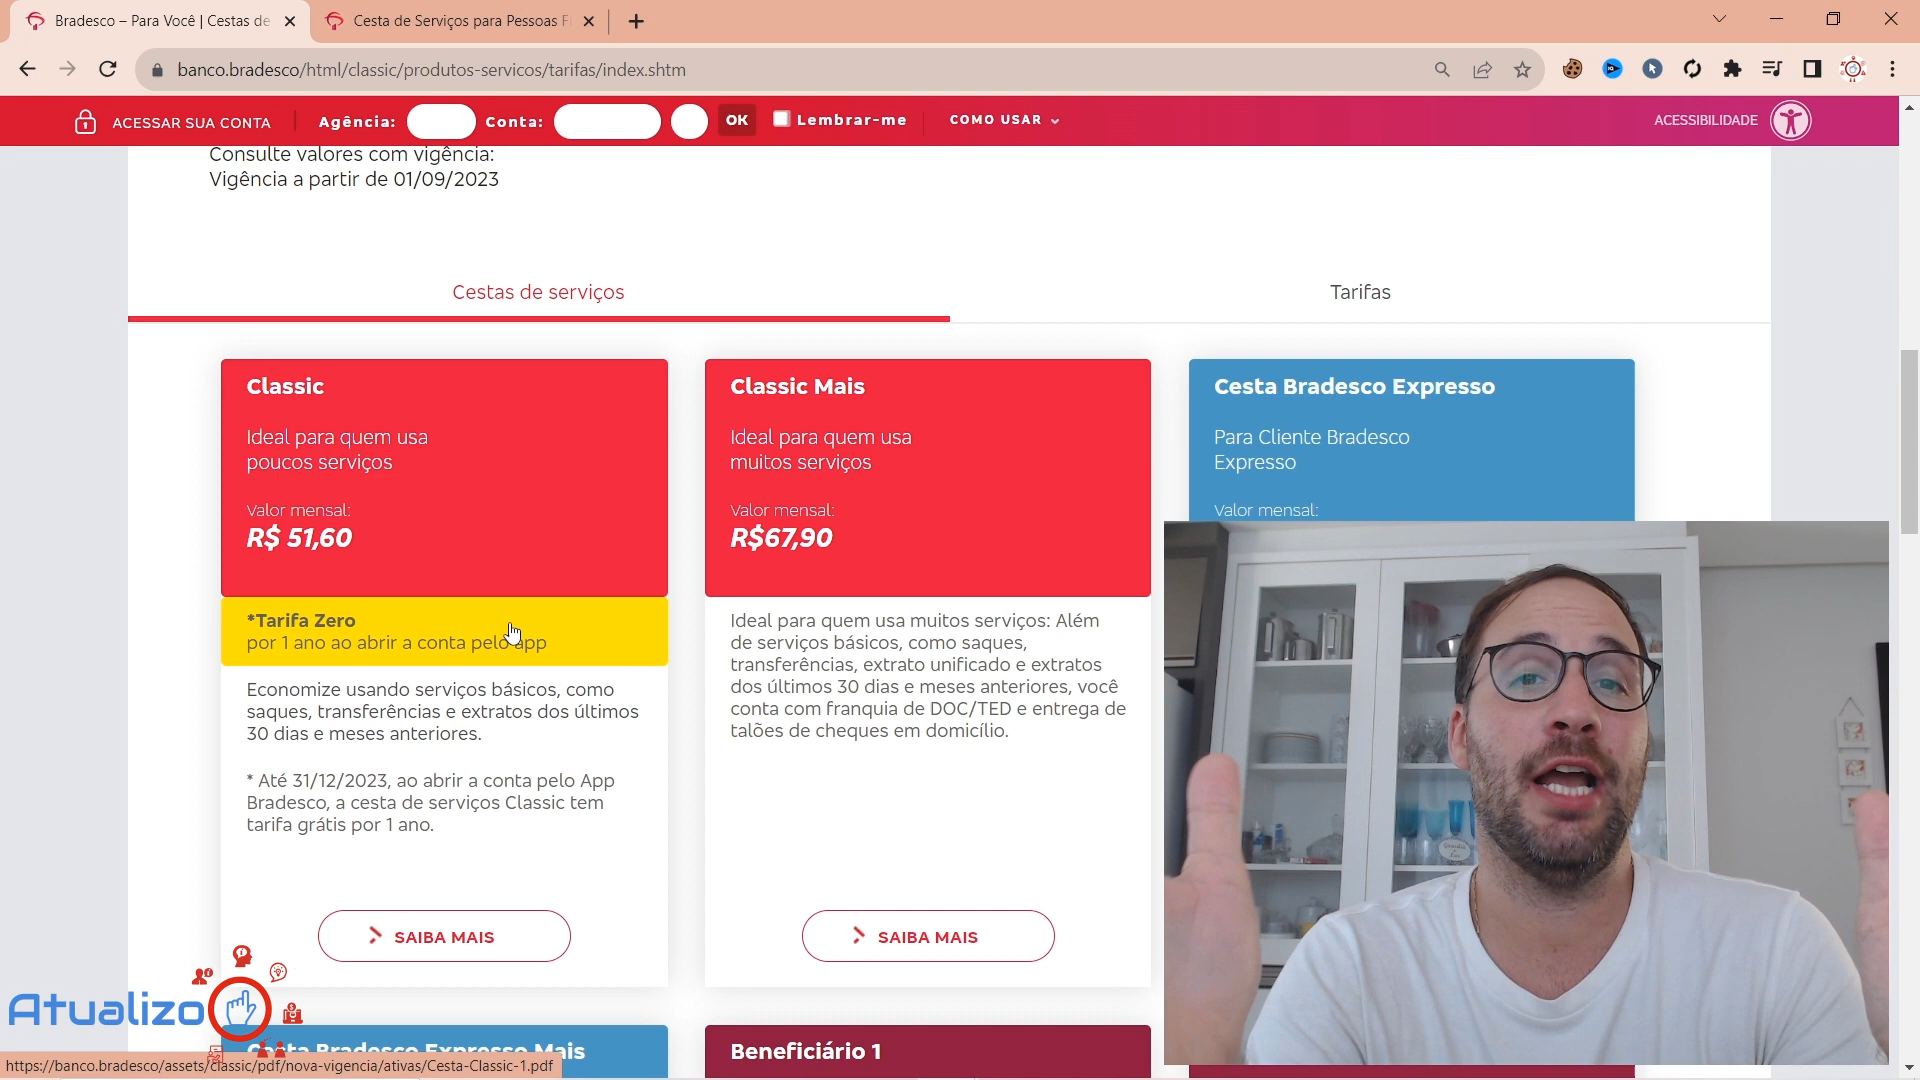 Bradesco – Para Você | Cestas de
Cesta de Serviços para Pessoas F
banco.bradesco/html/classic/produtos-servicos/tarifas/index.shtm
ACESSAR SUA CONTA
Agência:
Conta:
OK
Lembrar-me
COMO USAR
ACESSIBILIDADE
Consulte valores com vigência:
Vigência a partir de 01/09/2023
Cestas de serviços
Tarifas
Classic
Ideal para quem usa
poucos serviços
Valor mensal:
R$ 51,60
*Tarifa Zero
por 1 ano ao abrir a conta pelo app
Economize usando serviços básicos, como
saques, transferências e extratos dos últimos
30 dias e meses anteriores.
* Até 31/12/2023, ao abrir a conta pelo App
Bradesco, a cesta de serviços Classic tem
tarifa grátis por 1 ano.
SAIBA MAIS
Classic Mais
Ideal para quem usa
muitos serviços
Valor mensal:
R$67,90
Ideal para quem usa muitos serviços: Além
de serviços básicos, como saques,
transferências, extrato unificado e extratos
dos últimos 30 dias e meses anteriores, você
conta com franquia de DOC/TED e entrega de
talões de cheques em domicílio.
SAIBA MAIS
Cesta Bradesco Expresso
Para Cliente Bradesco
Expresso
Valor mensal:
Atualizo
Cesta Bradesco Expresso Mais
Beneficiário 1
https://banco.bradesco/assets/classic/pdf/nova-vigencia/ativas/Cesta-Classic-1.pdf